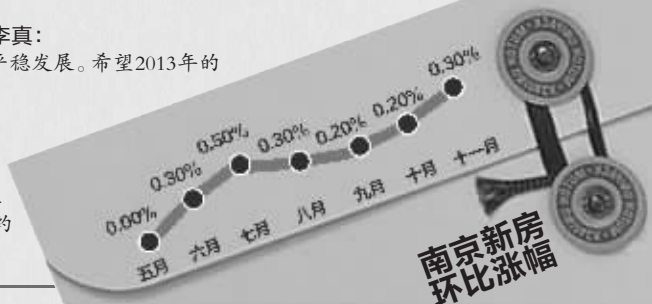 李真：
平稳发展。希望2013年的
约
0.00%
0.30%
0.50%
0.30%
0.20%
0.20%
0.30%
五月
六月
七月
八月
九月
十月
十一月
南京新房
环比涨幅